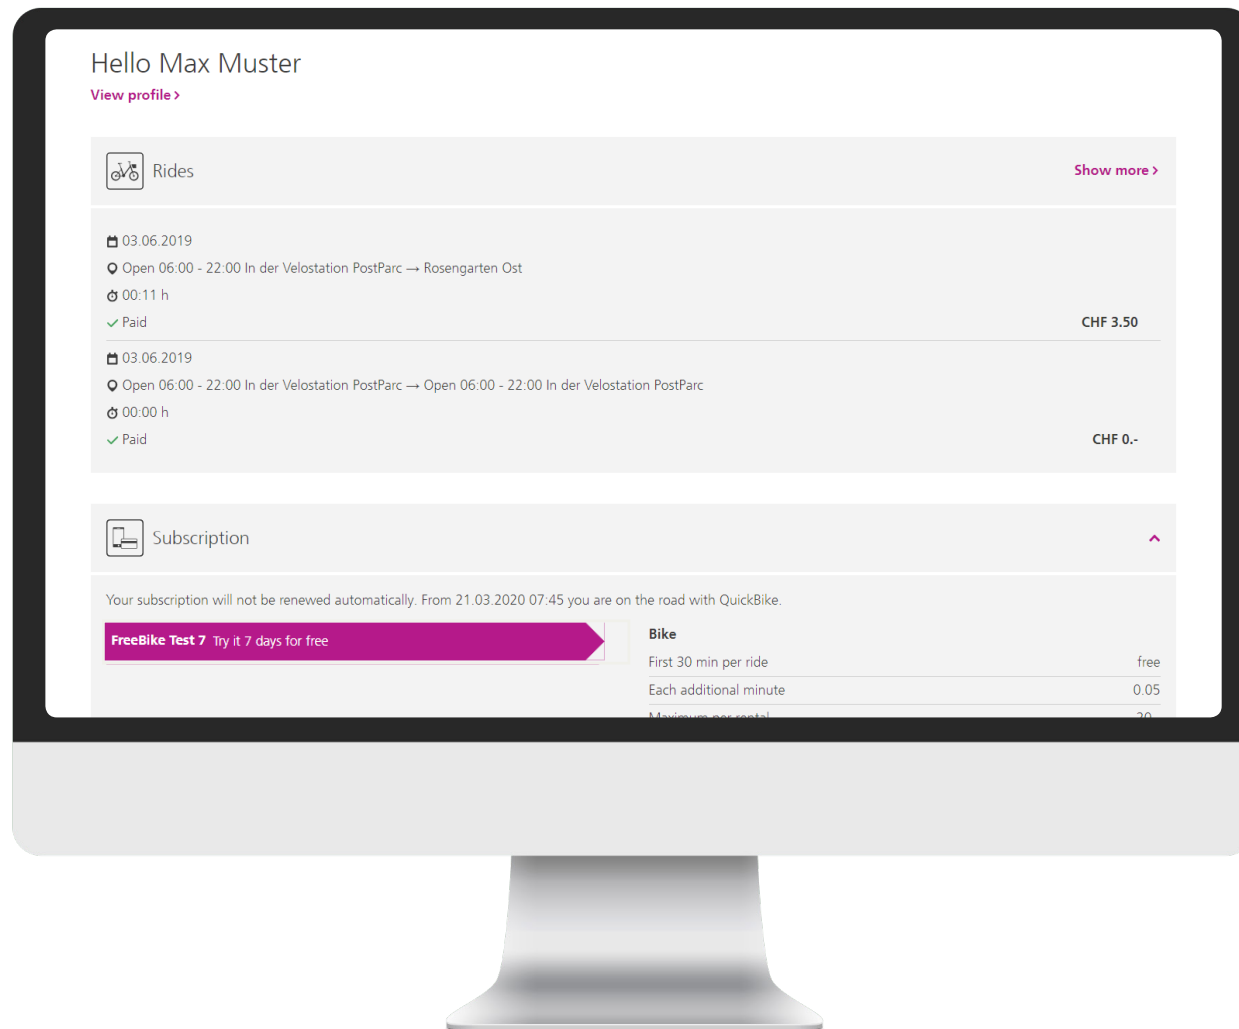 Hello Max Muster
View profile >
Rides
Show more >
03.06.2019
Open 06:00 - 22:00 In der Velostation PostParc → Rosengarten Ost
00:11 h
Paid
CHF 3.50
03.06.2019
Open 06:00 - 22:00 In der Velostation PostParc → Open 06:00 - 22:00 In der Velostation PostParc
00:00 h
Paid
CHF 0.-
Subscription
Your subscription will not be renewed automatically. From 21.03.2020 07:45 you are on the road with QuickBike.
FreeBike Test 7 Try it 7 days for free
Bike
First 30 min per ride free
Each additional minute 0.05
Maximum per rental